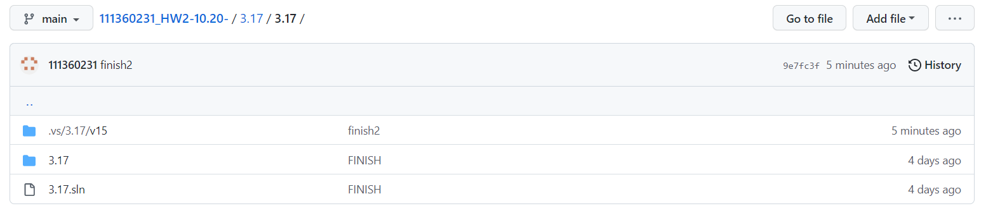 main 111360231_HW2-10.20- / 3.17 / 3.17 / Go to file Add file ...
111360231 finish2 9e7fc3f 5 minutes ago History
..
.vs/3.17/v15 finish2 5 minutes ago
3.17 FINISH 4 days ago
3.17.sln FINISH 4 days ago